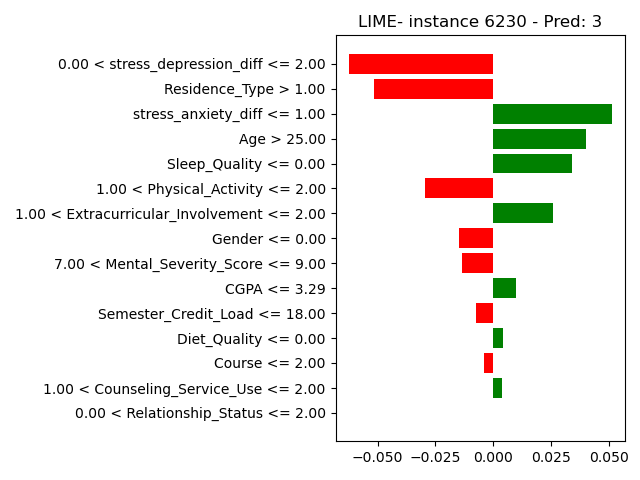 LIME- instance 6230 - Pred: 3
0.00 < stress_depression_diff <= 2.00
Residence_Type > 1.00
stress_anxiety_diff <= 1.00
Age > 25.00
Sleep_Quality <= 0.00
1.00 < Physical_Activity <= 2.00
1.00 < Extracurricular_Involvement <= 2.00
Gender <= 0.00
7.00 < Mental_Severity_Score <= 9.00
CGPA <= 3.29
Semester_Credit_Load <= 18.00
Diet_Quality <= 0.00
Course <= 2.00
1.00 < Counseling_Service_Use <= 2.00
0.00 < Relationship_Status <= 2.00
−0.050 −0.025 0.000 0.025 0.050